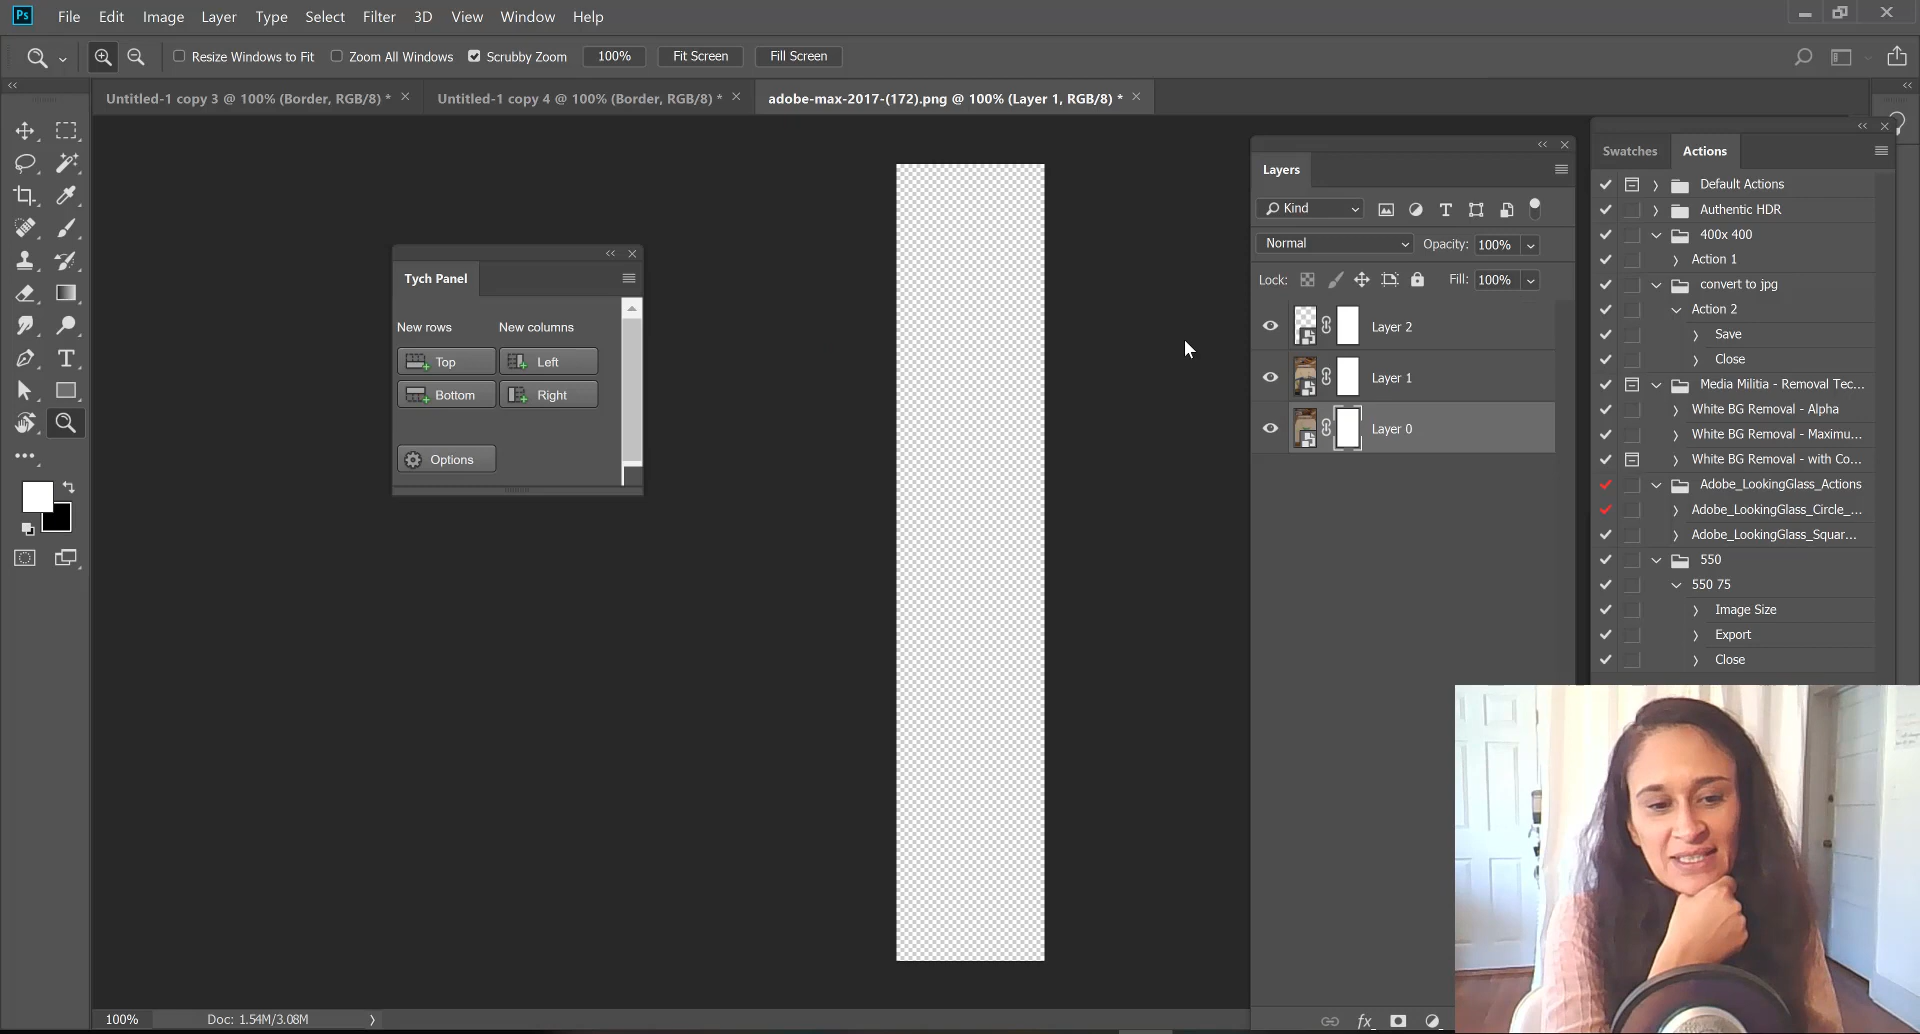 Ps File Edit Image Layer Type Select Filter 3D View Window Help
Resize Windows to Fit Zoom All Windows Scrubby Zoom 100% Fit Screen Fill Screen
Untitled-1 copy 3 @ 100% (Border, RGB/8) * Untitled-1 copy 4 @ 100% (Border, RGB/8) * adobe-max-2017-(172).png @ 100% (Layer 1, RGB/8) *
Tych Panel
New rows New columns
Top Left
Bottom Right
Options
Layers
Kind
Normal Opacity: 100%
Lock: Fill: 100%
Layer 2
Layer 1
Layer 0
fx
Swatches Actions
Default Actions
Authentic HDR
400x 400
Action 1
convert to jpg
Action 2
Save
Close
Media Militia - Removal Tec...
White BG Removal - Alpha
White BG Removal - Maximu...
White BG Removal - with Co...
Adobe_LookingGlass_Actions
Adobe_LookingGlass_Circle_...
Adobe_LookingGlass_Squar...
550
550 75
Image Size
Export
Close
100% Doc: 1.54M/3.08M